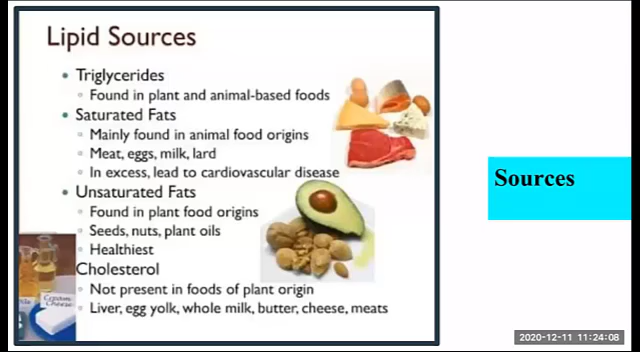 Lipid Sources
Triglycerides
Found in plant and animal-based foods
Saturated Fats
Mainly found in animal food origins
Meat, eggs, milk, lard
In excess, lead to cardiovascular disease
Unsaturated Fats
Found in plant food origins
Seeds, nuts, plant oils
Healthiest
Cholesterol
Not present in foods of plant origin
Liver, egg yolk, whole milk, butter, cheese, meats
Cream
Cheese
Sources
2020-12-11 11:24:08